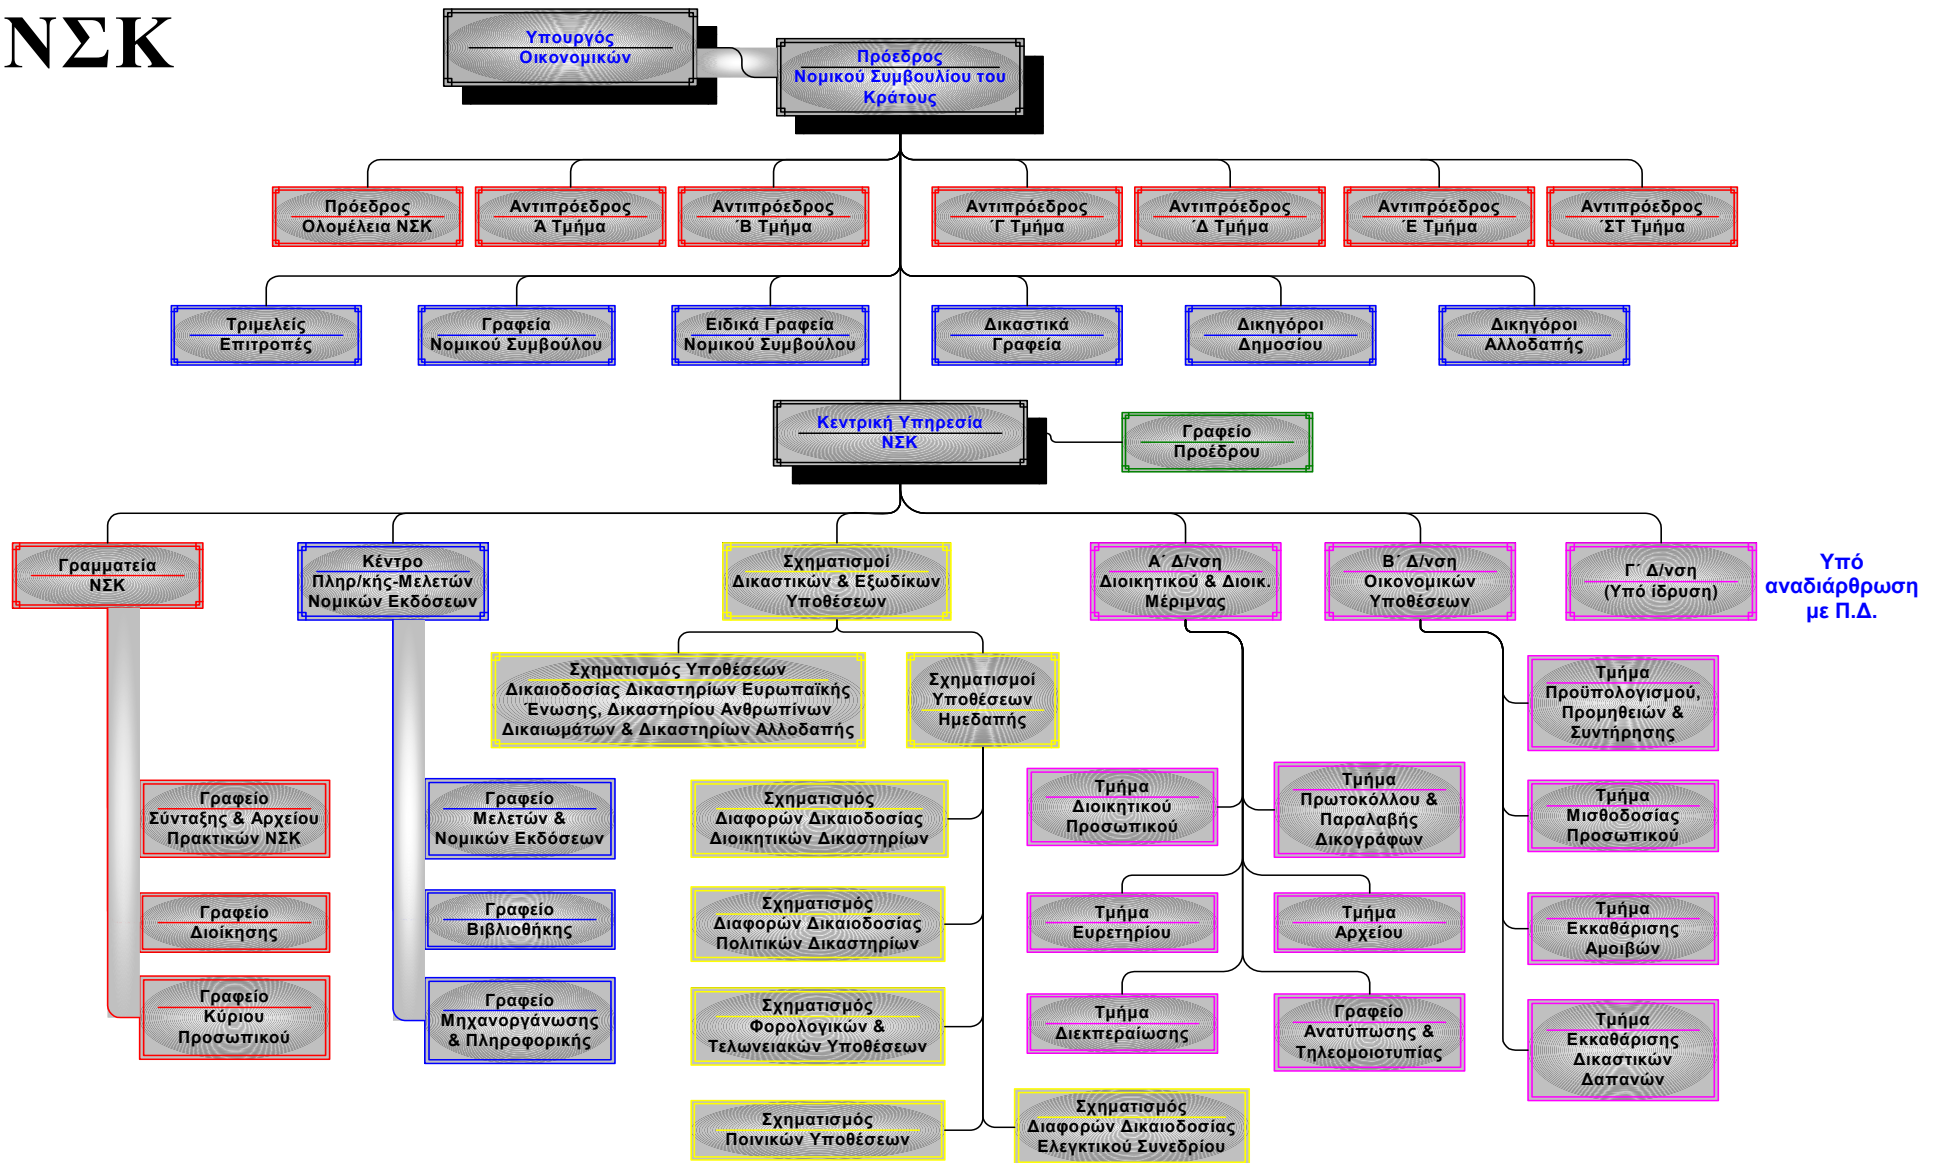 ΝΣΚ
Υπουργός
Οικονομικών
Πρόεδρος
Νομικού Συμβουλίου του
Κράτους
Πρόεδρος
Ολομέλεια ΝΣΚ
Αντιπρόεδρος
Ά Τμήμα
Αντιπρόεδρος
΄Β Τμήμα
Αντιπρόεδρος
΄Γ Τμήμα
Αντιπρόεδρος
΄Δ Τμήμα
Αντιπρόεδρος
΄Ε Τμήμα
Αντιπρόεδρος
΄ΣΤ Τμήμα
Τριμελείς
Επιτροπές
Γραφεία
Νομικού Συμβούλου
Ειδικά Γραφεία
Νομικού Συμβούλου
Δικαστικά
Γραφεία
Δικηγόροι
Δημοσίου
Δικηγόροι
Αλλοδαπής
Κεντρική Υπηρεσία
ΝΣΚ
Γραφείο
Προέδρου
Γραμματεία
ΝΣΚ
Κέντρο
Πληρ/κής-Μελετών
Νομικών Εκδόσεων
Σχηματισμοί
Δικαστικών & Εξωδίκων
Υποθέσεων
Α΄ Δ/νση
Διοικητικού & Διοικ.
Μέριμνας
Β΄ Δ/νση
Οικονομικών
Υποθέσεων
Γ΄ Δ/νση
(Υπό ίδρυση)
Υπό
αναδιάρθρωση
με Π.Δ.
Σχηματισμός Υποθέσεων
Δικαιοδοσίας Δικαστηρίων Ευρωπαϊκής
Ένωσης, Δικαστηρίου Ανθρωπίνων
Δικαιωμάτων & Δικαστηρίων Αλλοδαπής
Σχηματισμοί
Υποθέσεων
Ημεδαπής
Τμήμα
Προϋπολογισμού,
Προμηθειών &
Συντήρησης
Γραφείο
Σύνταξης & Αρχείου
Πρακτικών ΝΣΚ
Γραφείο
Μελετών &
Νομικών Εκδόσεων
Σχηματισμός
Διαφορών Δικαιοδοσίας
Διοικητικών Δικαστηρίων
Τμήμα
Διοικητικού
Προσωπικού
Τμήμα
Πρωτοκόλλου &
Παραλαβής
Δικογράφων
Τμήμα
Μισθοδοσίας
Προσωπικού
Γραφείο
Διοίκησης
Γραφείο
Βιβλιοθήκης
Σχηματισμός
Διαφορών Δικαιοδοσίας
Πολιτικών Δικαστηρίων
Τμήμα
Ευρετηρίου
Τμήμα
Αρχείου
Τμήμα
Εκκαθάρισης
Αμοιβών
Γραφείο
Κύριου
Προσωπικού
Γραφείο
Μηχανοργάνωσης
& Πληροφορικής
Σχηματισμός
Φορολογικών &
Τελωνειακών Υποθέσεων
Τμήμα
Διεκπεραίωσης
Γραφείο
Ανατύπωσης &
Τηλεομοιοτυπίας
Τμήμα
Εκκαθάρισης
Δικαστικών
Δαπανών
Σχηματισμός
Ποινικών Υποθέσεων
Σχηματισμός
Διαφορών Δικαιοδοσίας
Ελεγκτικού Συνεδρίου